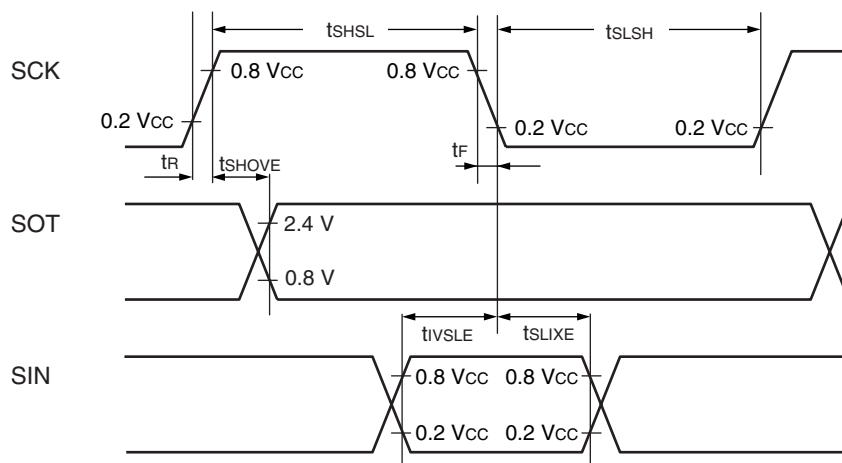 tSHSL tSLSH
SCK
0.8 VCC 0.8 VCC
0.2 VCC 0.2 VCC 0.2 VCC
tR tSHOVE tF
SOT
2.4 V
0.8 V
tIVSLE tSLIXE
SIN
0.8 VCC 0.8 VCC
0.2 VCC 0.2 VCC